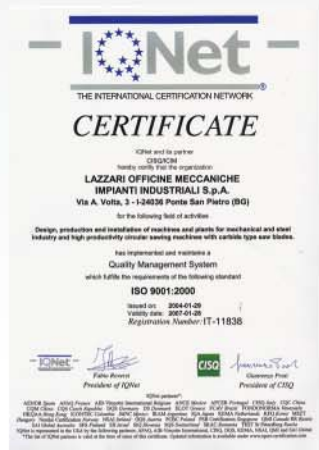 IQNet
®
THE INTERNATIONAL CERTIFICATION NETWORK
CERTIFICATE
IQNet and its partner
CISQ/ICIM
hereby certify that the organization
LAZZARI OFFICINE MECCANICHE
IMPIANTI INDUSTRIALI S.p.A.
Via A. Volta, 3 - I-24036 Ponte San Pietro (BG)
for the following field of activities
Design, production and installation of machines and plants for mechanical and steel
industry and high productivity circular sawing machines with carbide type saw blades.
has implemented and maintains a
Quality Management System
which fulfills the requirements of the following standard
ISO 9001:2000
Issued on: 2004-01-29
Validity date: 2007-01-28
Registration Number: IT-11838
IQNet
CISQ
Fabio Roversi
President of IQNet
Gianrenzo Prati
President of CISQ
IQNet partners*: